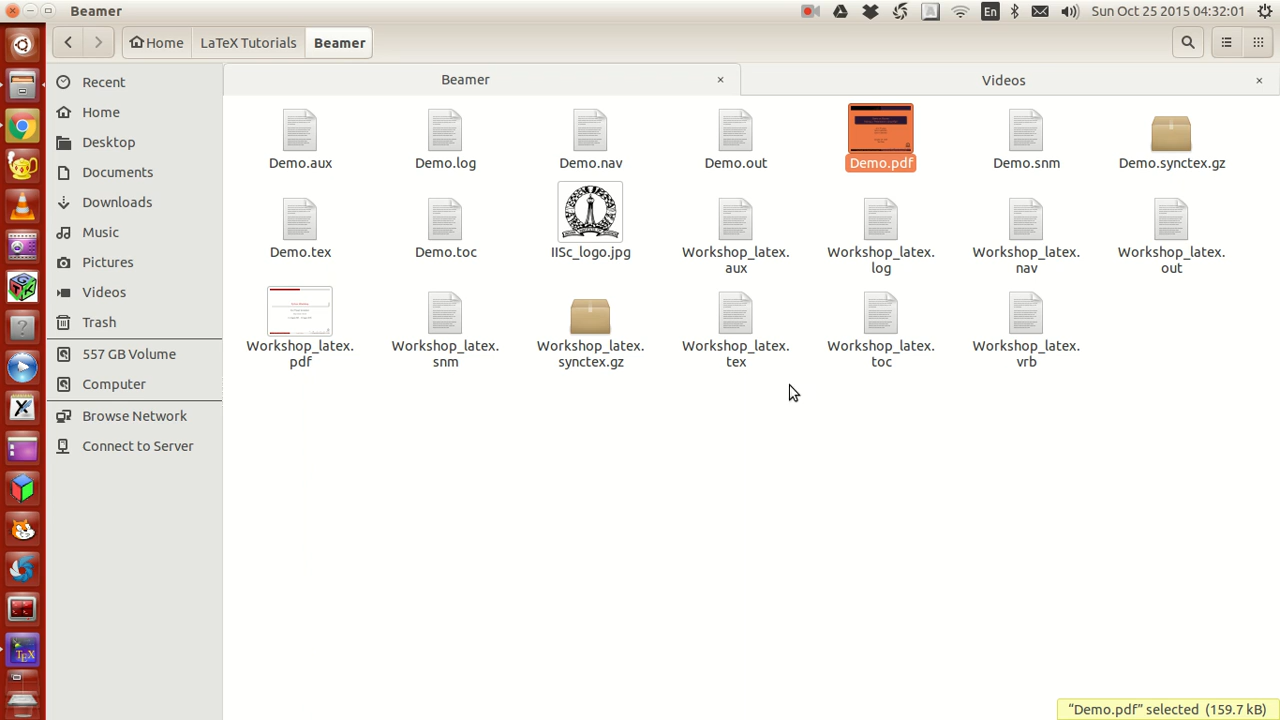 Beamer
En
Sun Oct 25 2015 04:32:01
Home
LaTeX Tutorials
Beamer
Recent
Home
Desktop
Documents
Downloads
Music
Pictures
Videos
Trash
557 GB Volume
Computer
Browse Network
Connect to Server
Beamer
Videos
Demo.aux
Demo.log
Demo.nav
Demo.out
Demo.pdf
Demo.snm
Demo.synctex.gz
Demo.tex
Demo.toc
IISc_logo.jpg
Workshop_latex.
aux
Workshop_latex.
log
Workshop_latex.
nav
Workshop_latex.
out
Workshop_latex.
pdf
Workshop_latex.
snm
Workshop_latex.
synctex.gz
Workshop_latex.
tex
Workshop_latex.
toc
Workshop_latex.
vrb
“Demo.pdf” selected (159.7 kB)